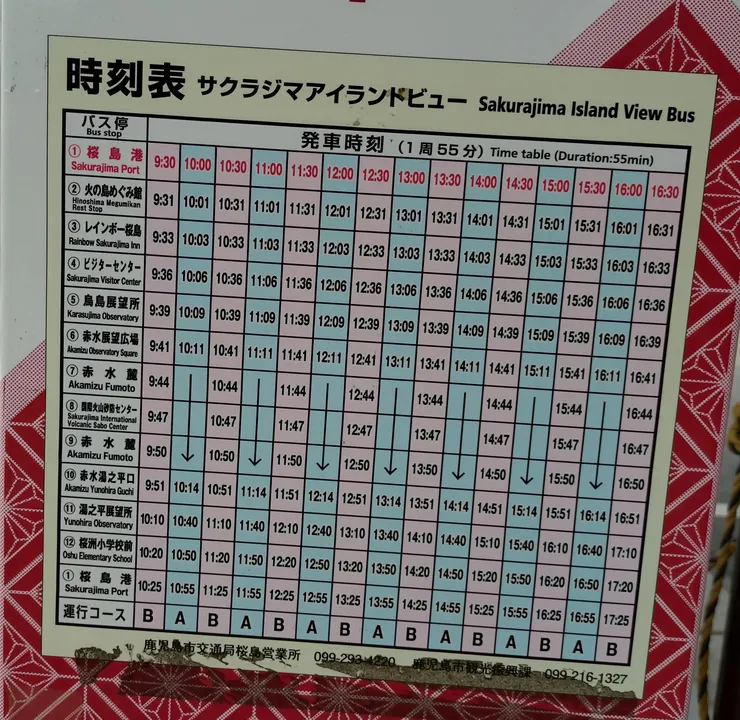 時刻表 サクラジマアイランドビュー Sakurajima Island View Bus
バス停 発車時刻 (1周55分) Time table (Duration:55min)
Bus stop
① 桜島港 9:30 10:00 10:30 11:00 11:30 12:00 12:30 13:00 13:30 14:00 14:30 15:00 15:30 16:00 16:30
Sakurajima Port
② 火の島めぐみ館 9:31 10:01 10:31 11:01 11:31 12:01 12:31 13:01 13:31 14:01 14:31 15:01 15:31 16:01 16:31
Hinoshima Megumikan
Rest Stop
③ レインボー桜島 9:33 10:03 10:33 11:03 11:33 12:03 12:33 13:03 13:33 14:03 14:33 15:03 15:33 16:03 16:33
Rainbow Sakurajima Inn
④ ビジターセンター 9:36 10:06 10:36 11:06 11:36 12:06 12:36 13:06 13:36 14:06 14:36 15:06 15:36 16:06 16:36
Sakurajima Visitor Center
⑤ 烏島展望所 9:39 10:09 10:39 11:09 11:39 12:09 12:39 13:09 13:39 14:09 14:39 15:09 15:39 16:09 16:39
Karasujima Observatory
⑥ 赤水展望広場 9:41 10:11 10:41 11:11 11:41 12:11 12:41 13:11 13:41 14:11 14:41 15:11 15:41 16:11 16:41
Akamizu Observatory Square
⑦ 赤水麓 9:44 10:44 11:44 12:44 13:44 14:44 15:44 16:44
Akamizu Fumoto
⑧ 国際火山砂防センター 9:47 10:47 11:47 12:47 13:47 14:47 15:47 16:47
Sakurajima International
Volcanic Sabo Center
⑨ 赤水麓 9:50 10:50 11:50 12:50 13:50 14:50 15:50 16:50
Akamizu Fumoto
⑩ 赤水湯之平口 9:51 10:14 10:51 11:14 11:51 12:14 12:51 13:14 13:51 14:14 14:51 15:14 15:51 16:14 16:51
Akamizu Yunohira Guchi
⑪ 湯之平展望所 10:10 10:40 11:10 11:40 12:10 12:40 13:10 13:40 14:10 14:40 15:10 15:40 16:10 16:40 17:10
Yunohira Observatory
⑫ 桜洲小学校前 10:20 10:50 11:20 11:50 12:20 12:50 13:20 13:50 14:20 14:50 15:20 15:50 16:20 16:50 17:20
Oshu Elementary School
① 桜島港 10:25 10:55 11:25 11:55 12:25 12:55 13:25 13:55 14:25 14:55 15:25 15:55 16:25 16:55 17:25
Sakurajima Port
運行コース B A B A B A B A B A B A B A B
鹿児島市交通局桜島営業所 099-293-4220 鹿児島市観光振興課 099-216-1327